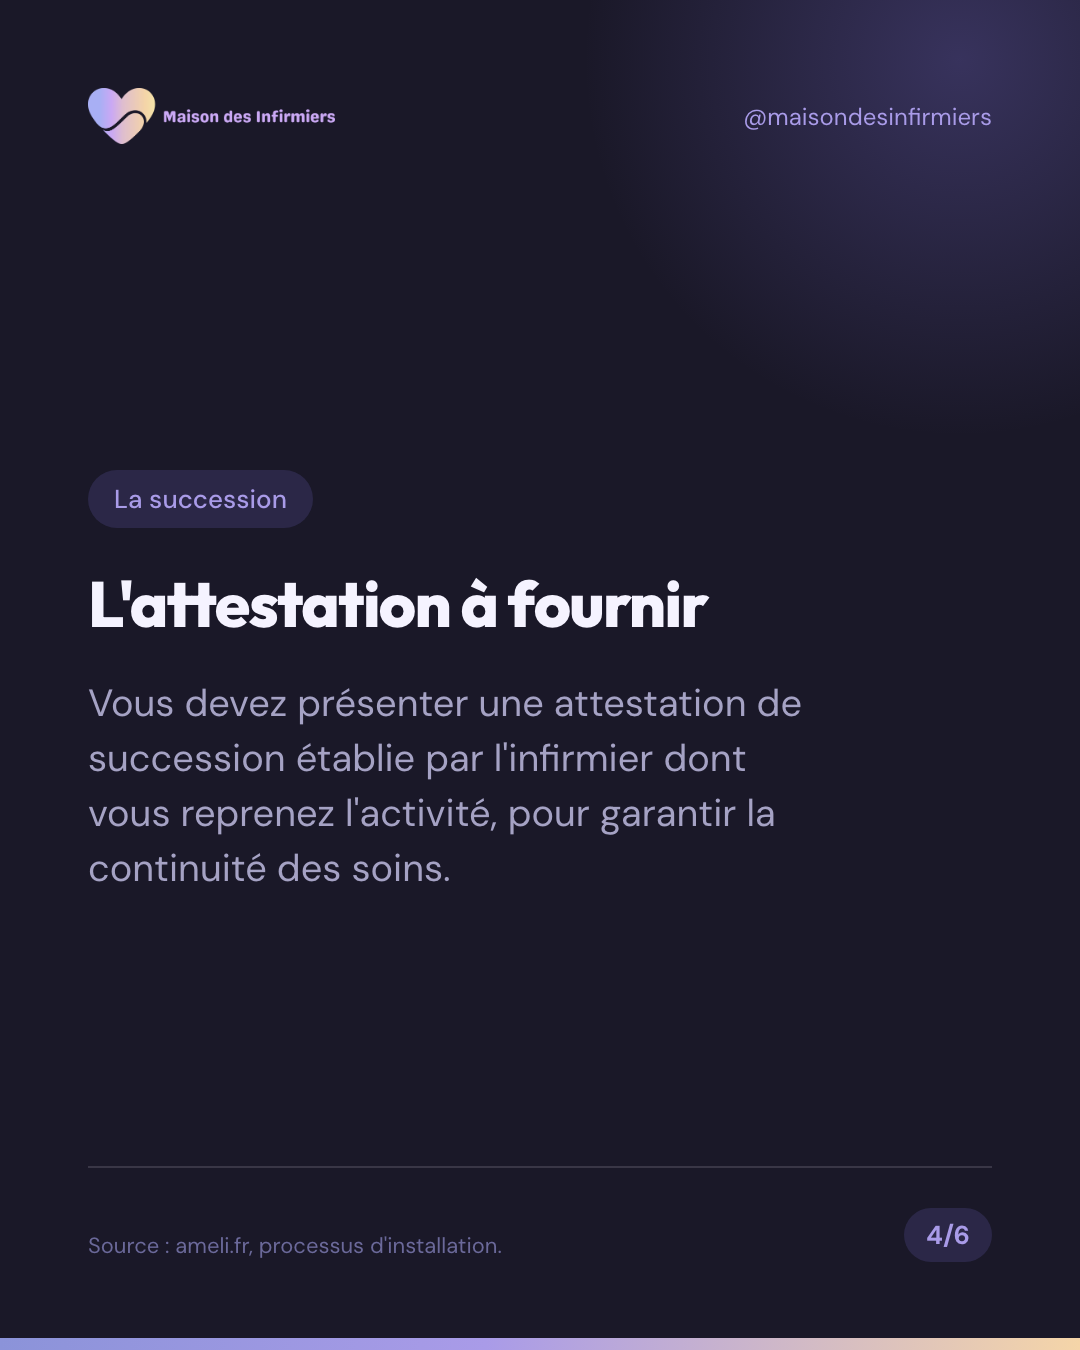 Maison des Infirmiers
@maisondesinfirmiers
La succession
L'attestation à fournir
Vous devez présenter une attestation de
succession établie par l'infirmier dont
vous reprenez l'activité, pour garantir la
continuité des soins.
Source : ameli.fr, processus d'installation.
4/6